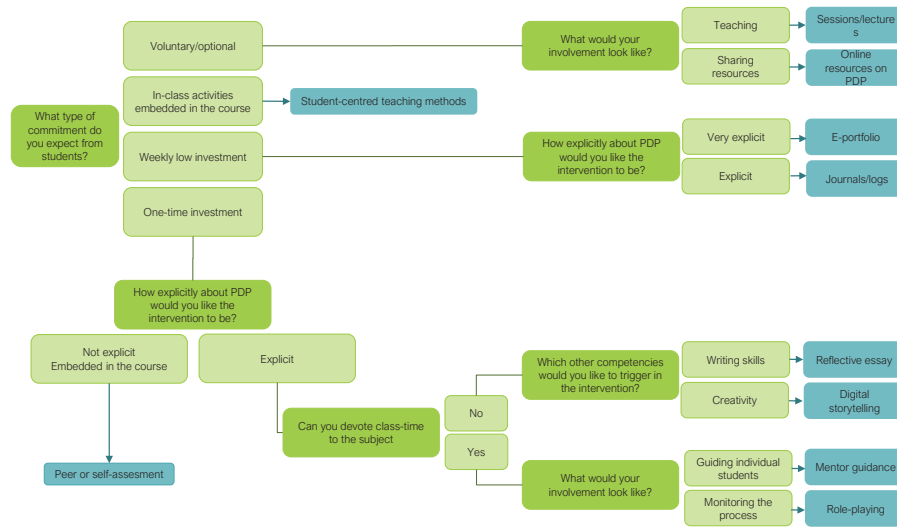 Voluntary/optional
What would your
involvement look like?
Teaching
Sessions/lecture
s
Sharing
resources
Online
resources on
PDP
What type of
commitment do
you expect from
students?
In-class activities
embedded in the course
Student-centred teaching methods
Weekly low investment
How explicitly about PDP
would you like the
intervention to be?
Very explicit
E-portfolio
Explicit
Journals/logs
One-time investment
How explicitly about PDP
would you like the
intervention to be?
Not explicit
Embedded in the course
Explicit
Peer or self-assesment
Can you devote class-time
to the subject
No
Yes
Which other competencies
would you like to trigger in
the intervention?
Writing skills
Reflective essay
Creativity
Digital
storytelling
What would your
involvement look like?
Guiding individual
students
Mentor guidance
Monitoring the
process
Role-playing